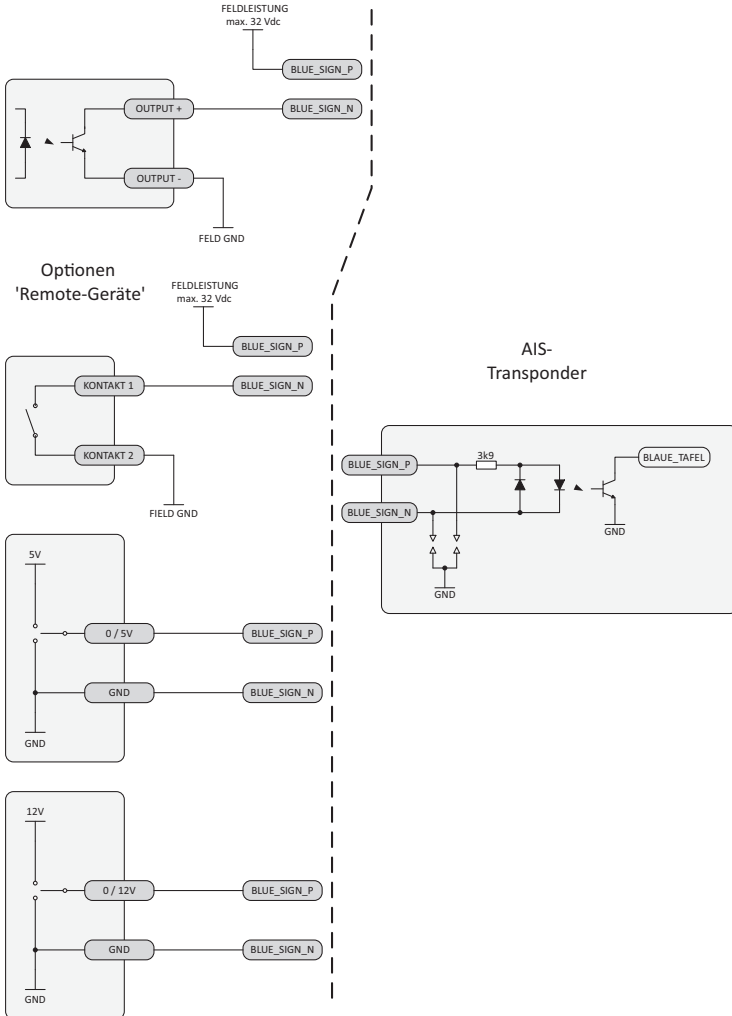 FELDLEISTUNG
max. 32 Vdc
BLUE_SIGN_P
OUTPUT +
BLUE_SIGN_N
OUTPUT -
FELD GND
Optionen
'Remote-Geräte'
FELDLEISTUNG
max. 32 Vdc
BLUE_SIGN_P
KONTAKT 1
BLUE_SIGN_N
KONTAKT 2
FIELD GND
5V
0 / 5V
BLUE_SIGN_P
GND
BLUE_SIGN_N
GND
12V
0 / 12V
BLUE_SIGN_P
GND
BLUE_SIGN_N
GND
AIS-
Transponder
BLUE_SIGN_P
3k9
BLAUE_TAFEL
BLUE_SIGN_N
GND
GND